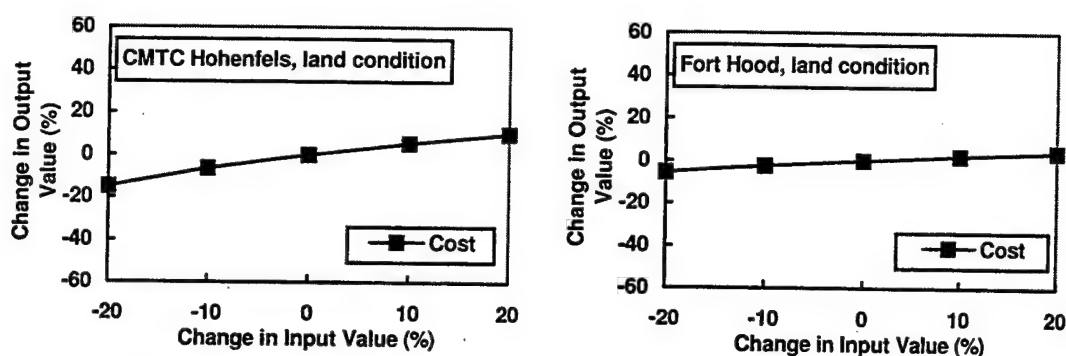 CMTC Hohenfels, land condition
Change in Output
Value (%)
60
40
20
0
-20
-40
-60
Cost
-20
-10
0
10
20
Change in Input Value (%)
Fort Hood, land condition
Change in Output
Value (%)
60
40
20
0
-20
-40
-60
Cost
-20
-10
0
10
20
Change in Input Value (%)